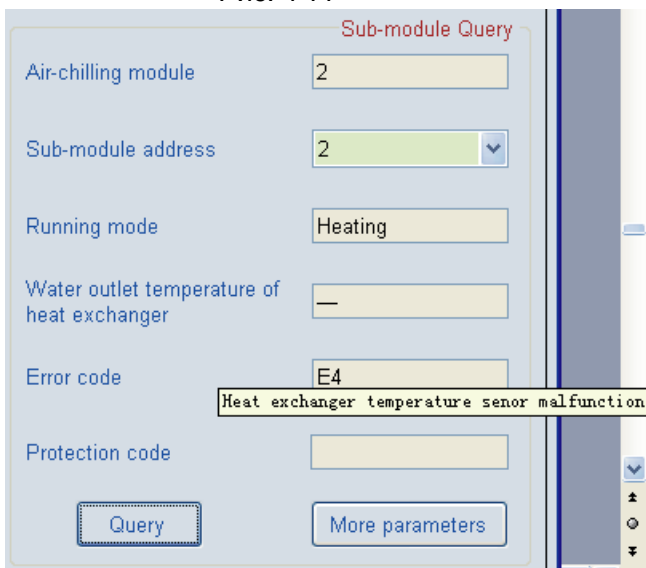 Sub-module Query
Air-chilling module
2
Sub-module address
2
Running mode
Heating
Water outlet temperature of
heat exchanger
—
Error code
E4
Heat exchanger temperature senor malfunction
Protection code
Query
More parameters